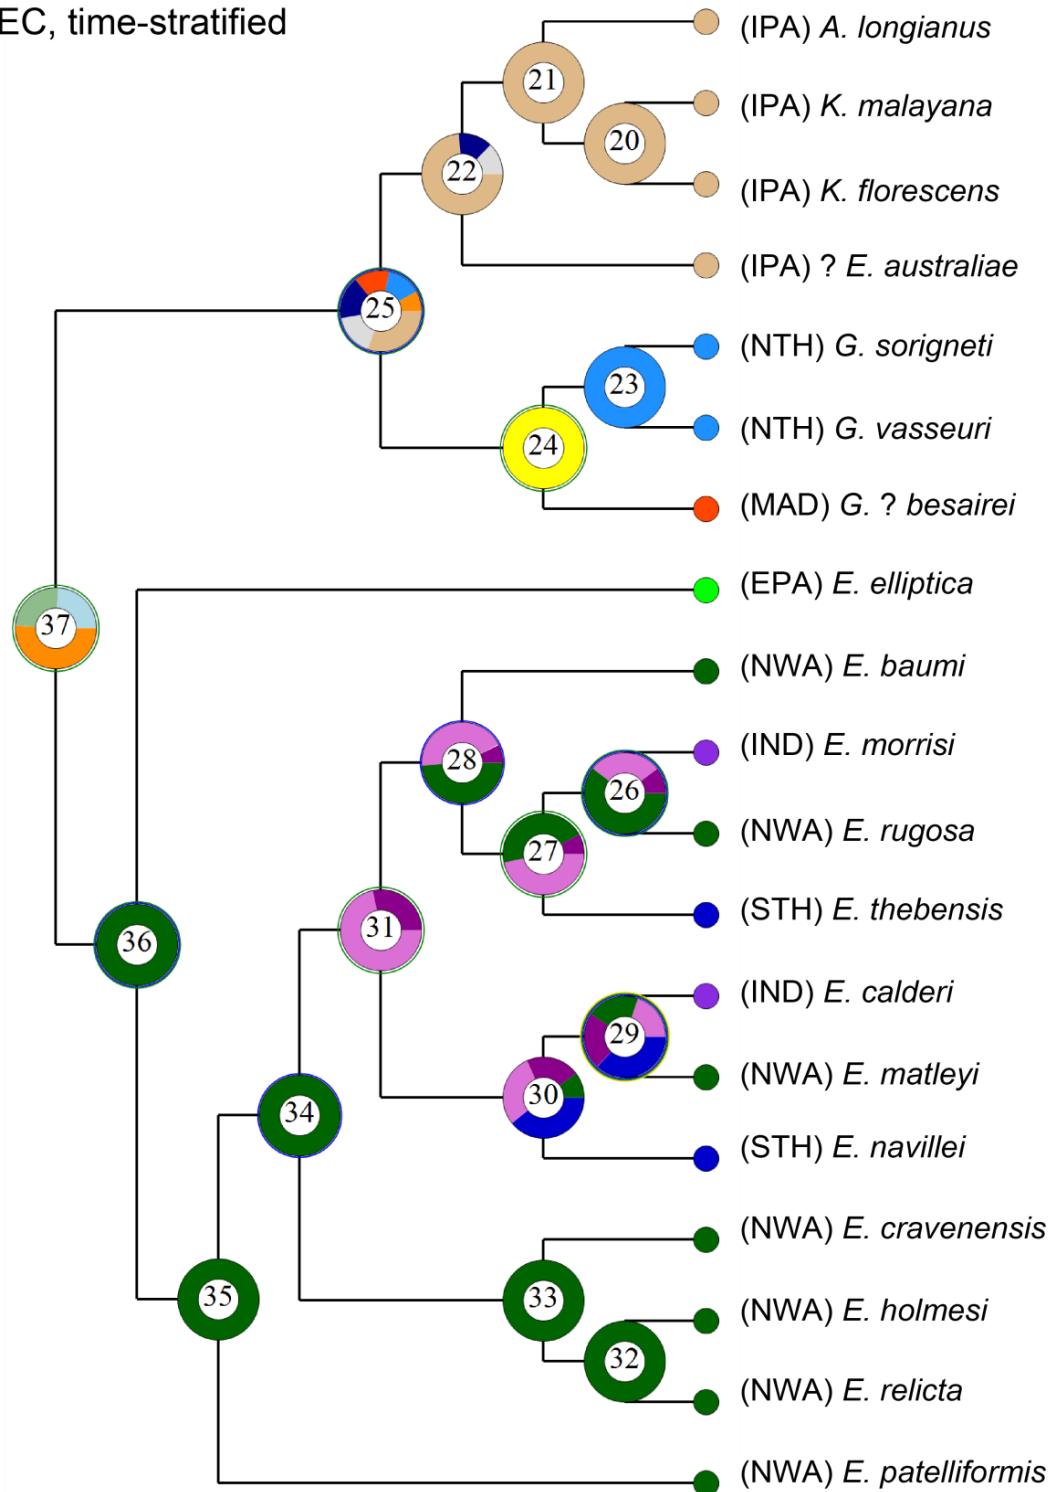 EC, time-stratified
(IPA) A. longianus
21
(IPA) K. malayana
20
22
(IPA) K. florescens
(IPA) ? E. australiae
25
(NTH) G. sorigneti
23
(NTH) G. vasseuri
24
(MAD) G. ? besairei
(EPA) E. elliptica
37
(NWA) E. baumi
28
(IND) E. morrisi
26
(NWA) E. rugosa
27
(STH) E. thebensis
31
36
(IND) E. calderi
29
(NWA) E. matleyi
30
34
(STH) E. navillei
(NWA) E. cravenensis
35
33
(NWA) E. holmesi
32
(NWA) E. relicta
(NWA) E. patelliformis